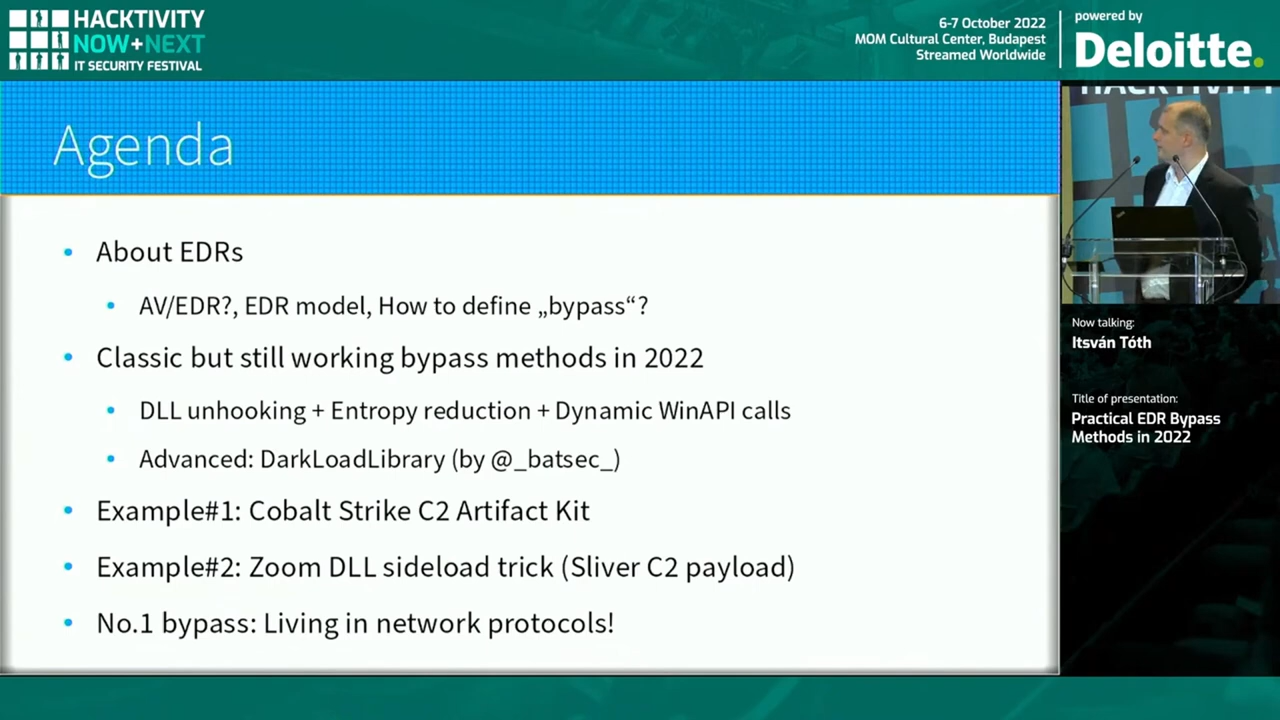 HACKTIVITY
NOW+NEXT
IT SECURITY FESTIVAL
6-7 October 2022
MOM Cultural Center, Budapest
Streamed Worldwide
powered by
Deloitte.
Agenda
• About EDRs
• AV/EDR?, EDR model, How to define „bypass“?
• Classic but still working bypass methods in 2022
• DLL unhooking + Entropy reduction + Dynamic WinAPI calls
• Advanced: DarkLoadLibrary (by @_batsec_)
• Example#1: Cobalt Strike C2 Artifact Kit
• Example#2: Zoom DLL sideload trick (Sliver C2 payload)
• No.1 bypass: Living in network protocols!
HACKTIVITY
Now talking:
Itsván Tóth
Title of presentation:
Practical EDR Bypass
Methods in 2022